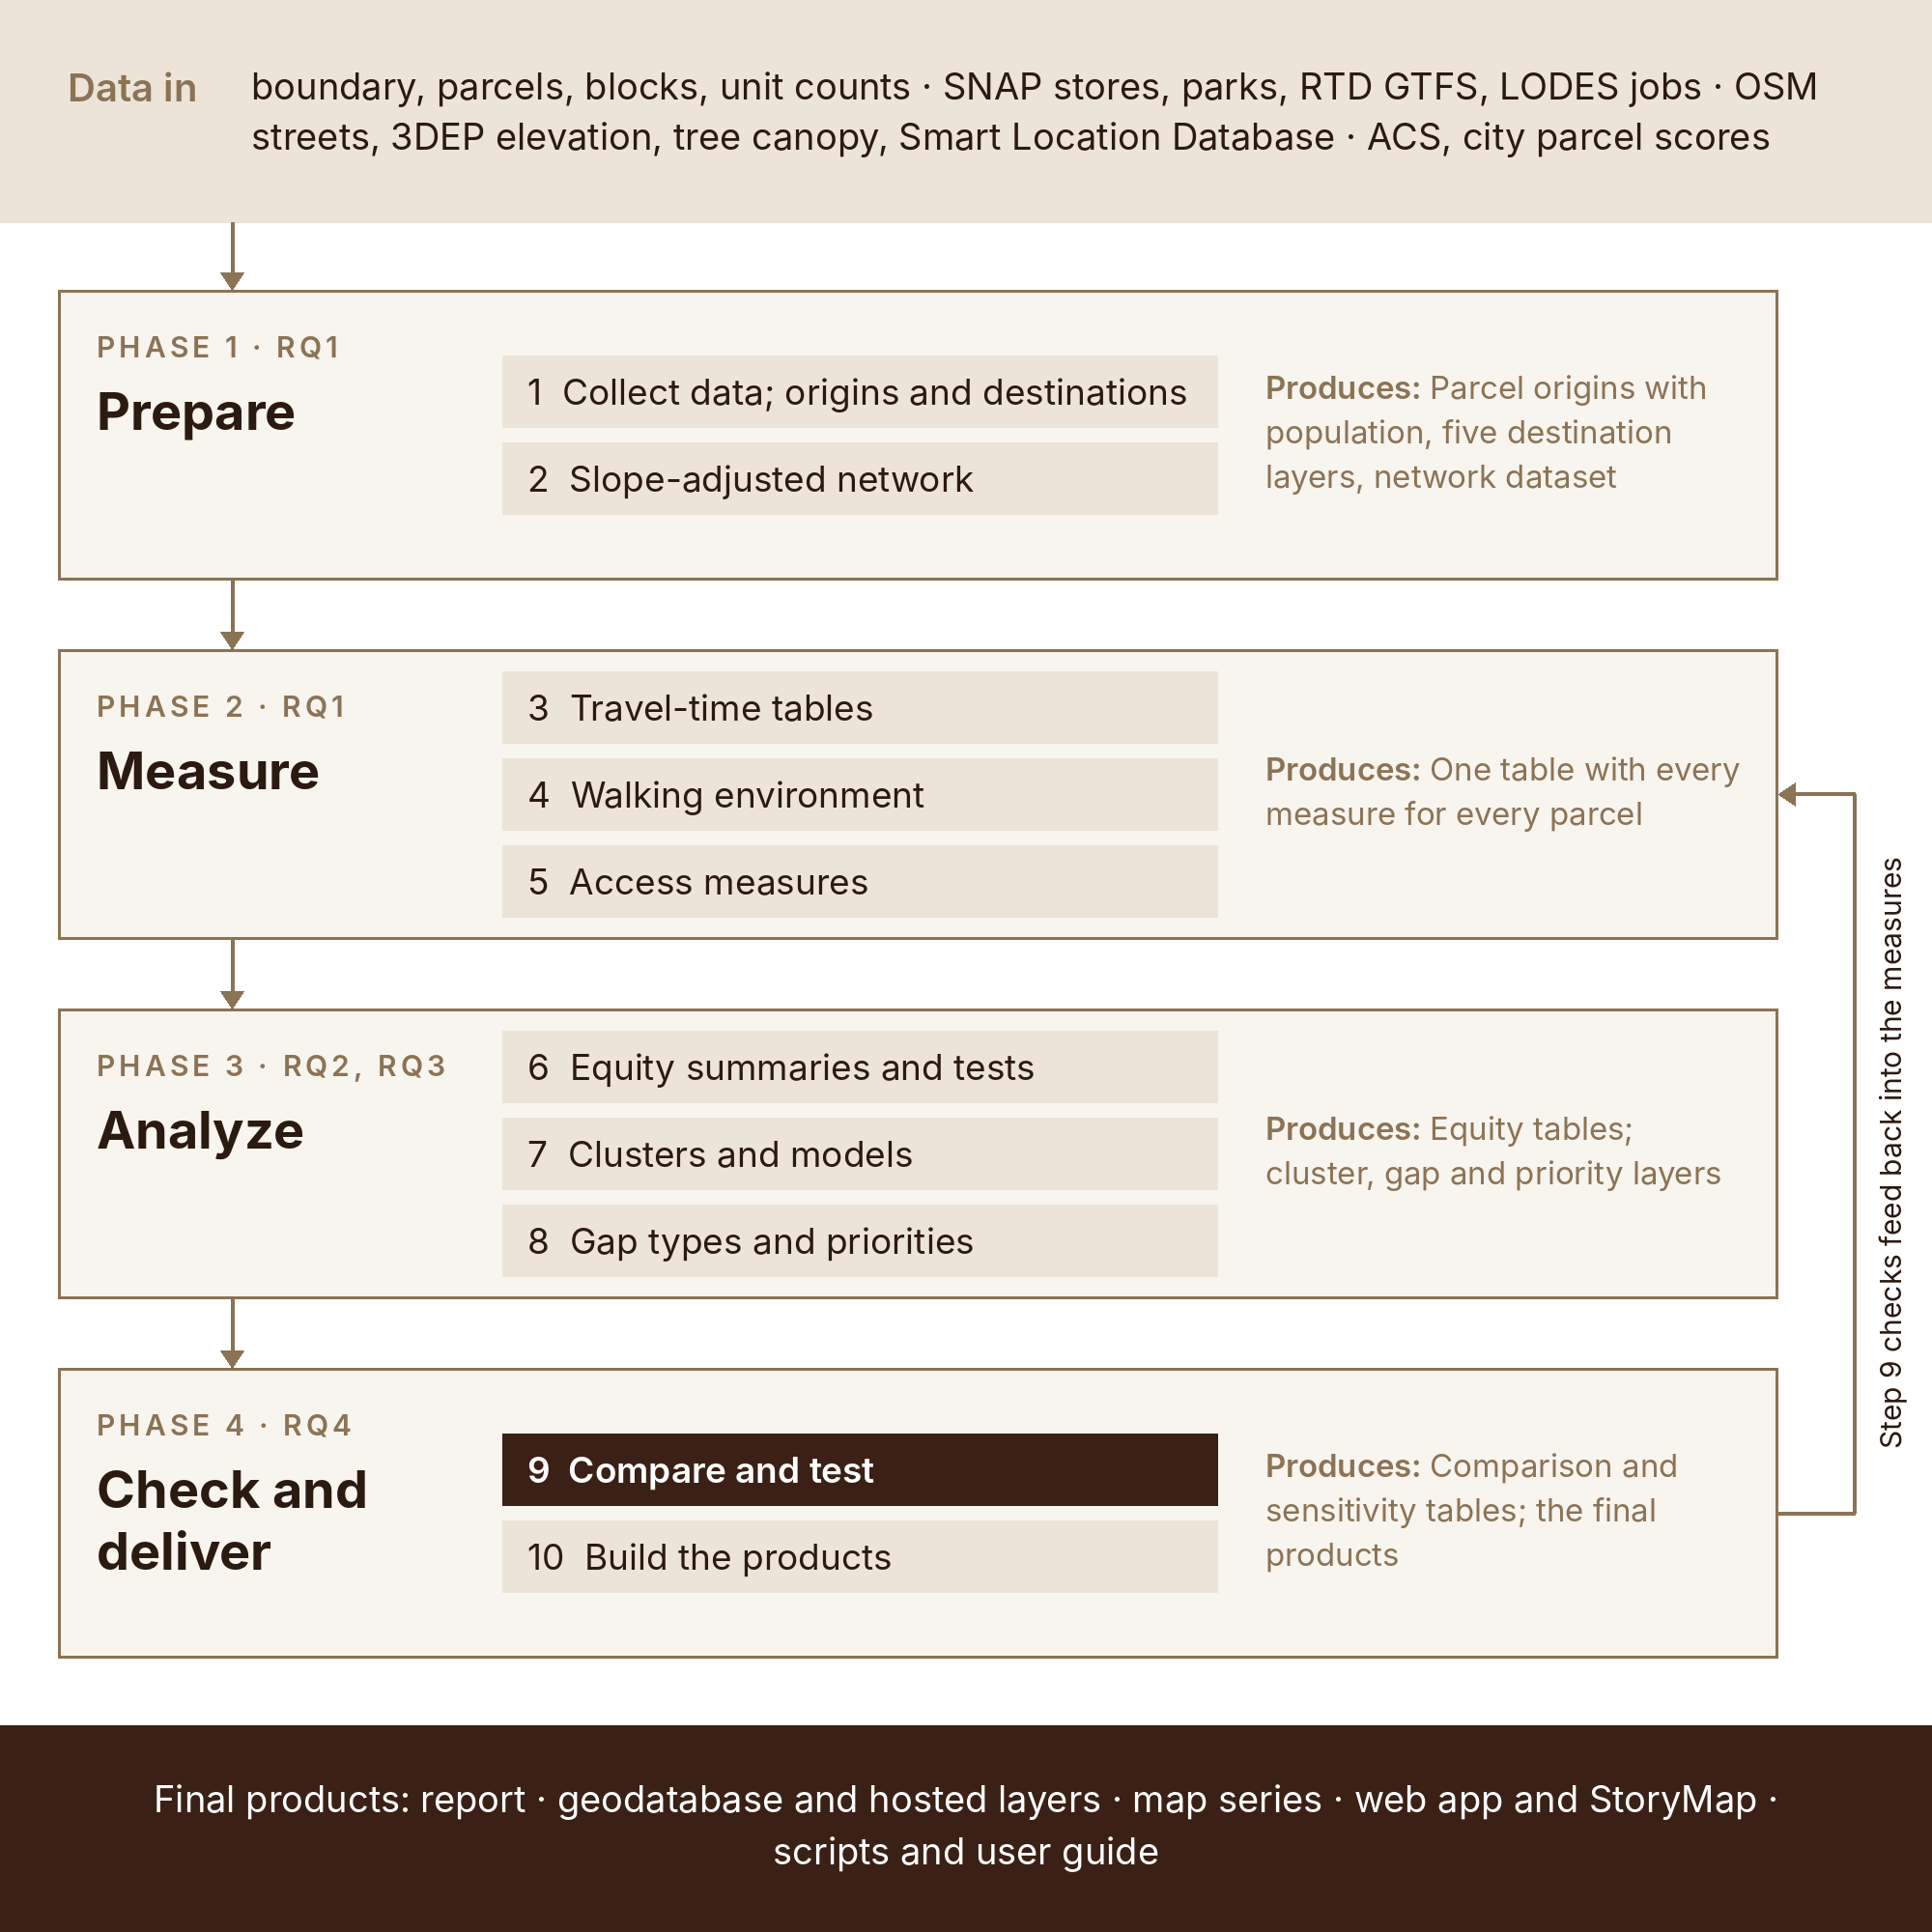 Data in
boundary, parcels, blocks, unit counts · SNAP stores, parks, RTD GTFS, LODES jobs · OSM
streets, 3DEP elevation, tree canopy, Smart Location Database · ACS, city parcel scores
PHASE 1 · RQ1
Prepare
1 Collect data; origins and destinations
2 Slope-adjusted network
Produces: Parcel origins with
population, five destination
layers, network dataset
PHASE 2 · RQ1
Measure
3 Travel-time tables
4 Walking environment
5 Access measures
Produces: One table with every
measure for every parcel
PHASE 3 · RQ2, RQ3
Analyze
6 Equity summaries and tests
7 Clusters and models
8 Gap types and priorities
Produces: Equity tables;
cluster, gap and priority layers
PHASE 4 · RQ4
Check and
deliver
9 Compare and test
10 Build the products
Produces: Comparison and
sensitivity tables; the final
products
Step 9 checks feed back into the measures
Final products: report · geodatabase and hosted layers · map series · web app and StoryMap ·
scripts and user guide